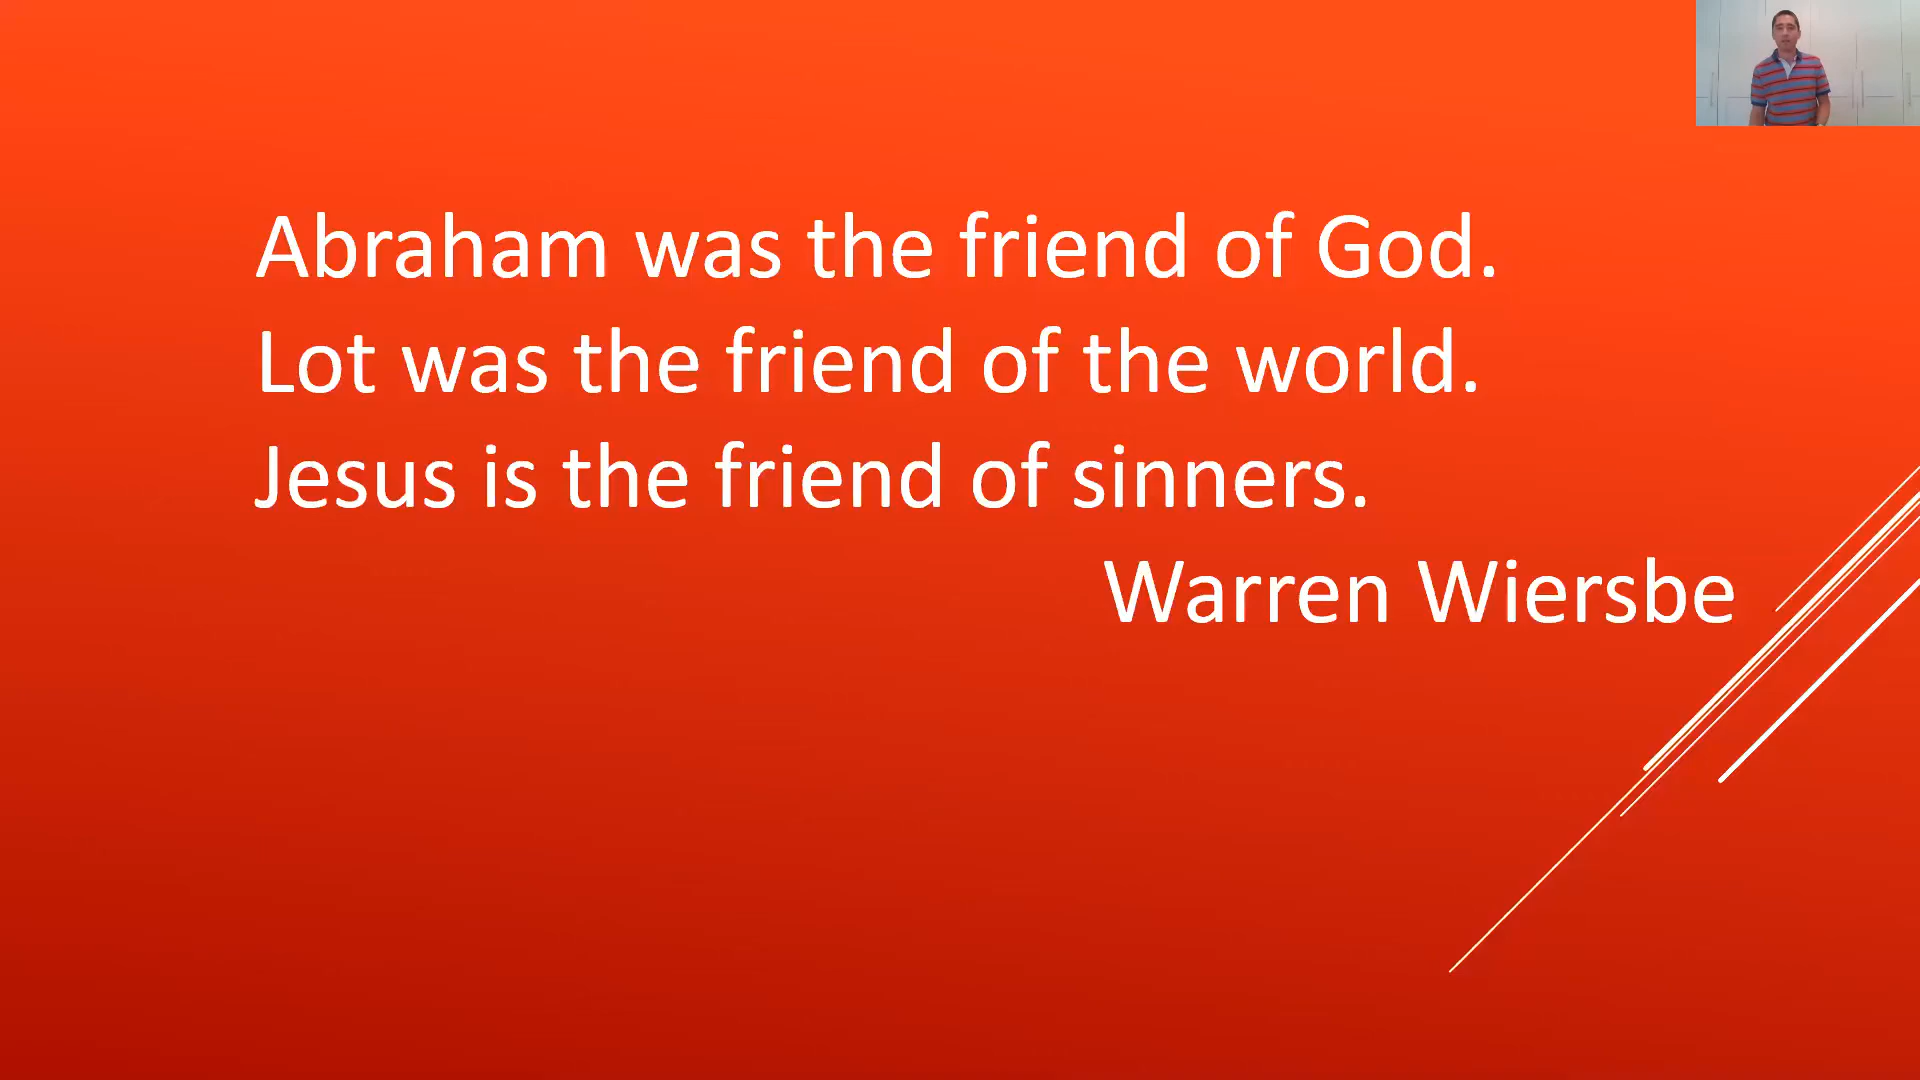 Abraham was the friend of God.
Lot was the friend of the world.
Jesus is the friend of sinners.
Warren Wiersbe